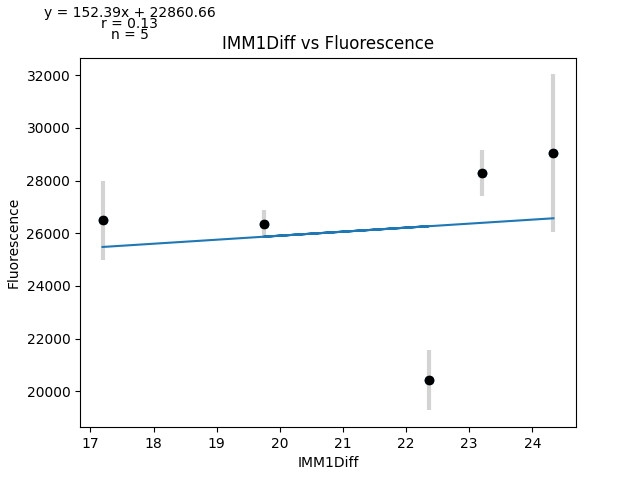 y = 152.39x + 22860.66
r = 0.13
n = 5
IMM1Diff vs Fluorescence
32000
30000
28000
26000
24000
22000
20000
Fluorescence
17 18 19 20 21 22 23 24
IMM1Diff